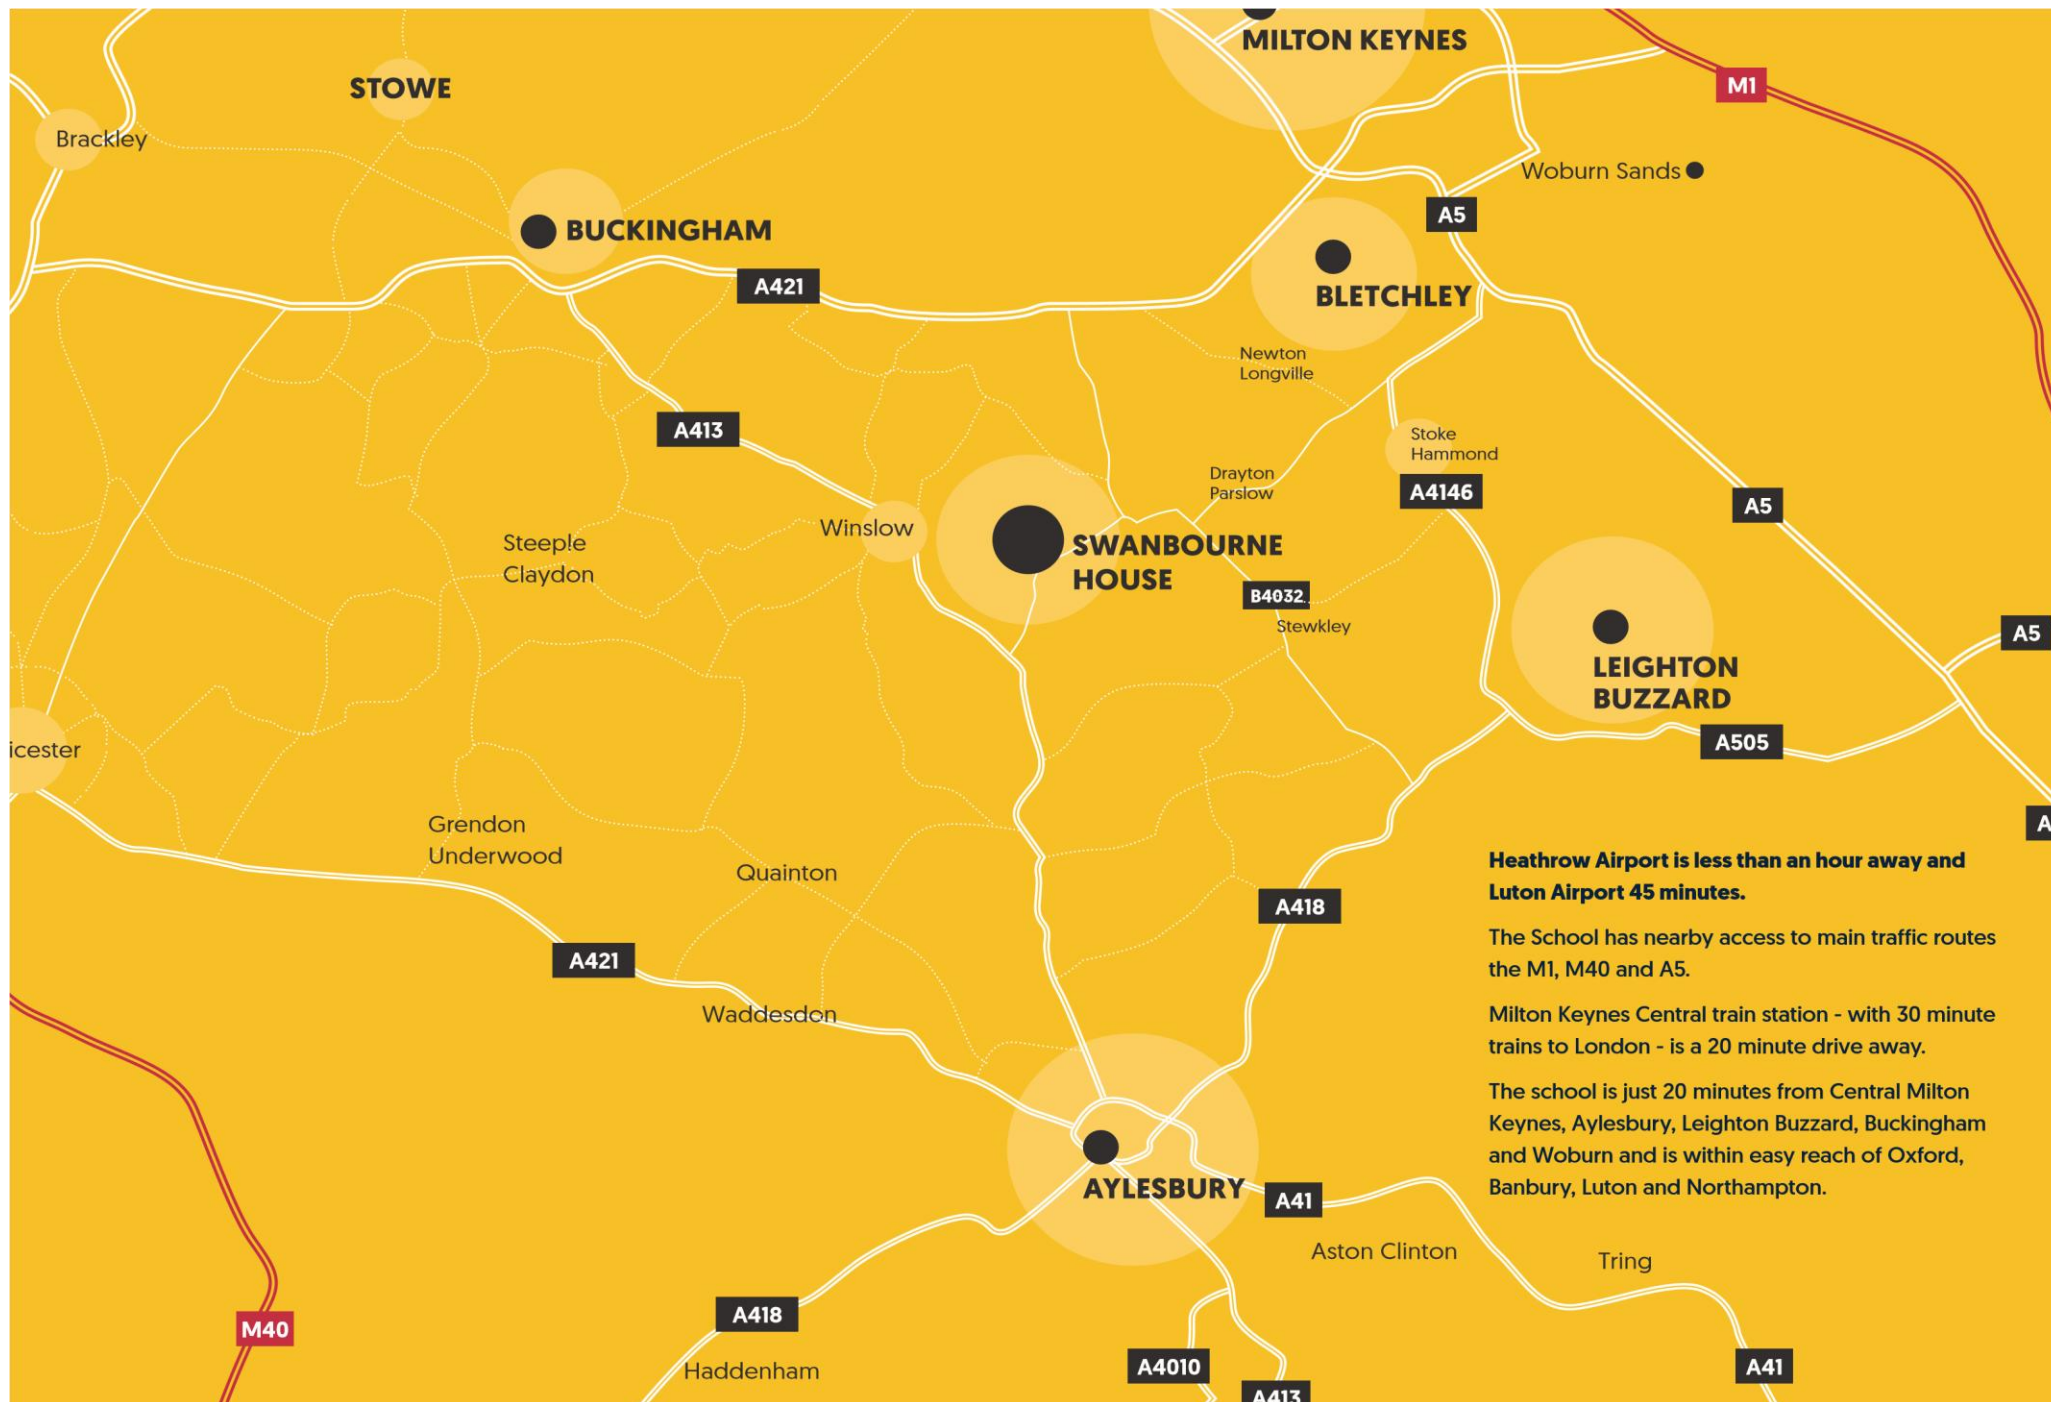 MILTON KEYNES
STOWE
M1
Brackley
Woburn Sands
A5
BUCKINGHAM
A421
BLETCHLEY
Newton
Longville
A413
Stoke
Hammond
Drayton
Parslow
A4146
A5
Winslow
Steeple
Claydon
SWANBOURNE
HOUSE
B4032
Stewkley
A5
LEIGHTON
BUZZARD
icester
A505
Grendon
Underwood
Quainton
A
A418
A421
Waddesdon
Heathrow Airport is less than an hour away and
Luton Airport 45 minutes.
The School has nearby access to main traffic routes
the M1, M40 and A5.
Milton Keynes Central train station - with 30 minute
trains to London - is a 20 minute drive away.
The school is just 20 minutes from Central Milton
Keynes, Aylesbury, Leighton Buzzard, Buckingham
and Woburn and is within easy reach of Oxford,
Banbury, Luton and Northampton.
AYLESBURY
A41
Aston Clinton
Tring
A418
M40
Haddenham
A4010
A413
A41